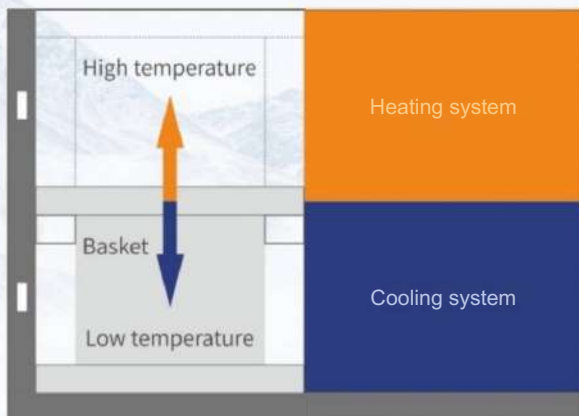 High temperature
Heating system
Basket
Cooling system
Low temperature